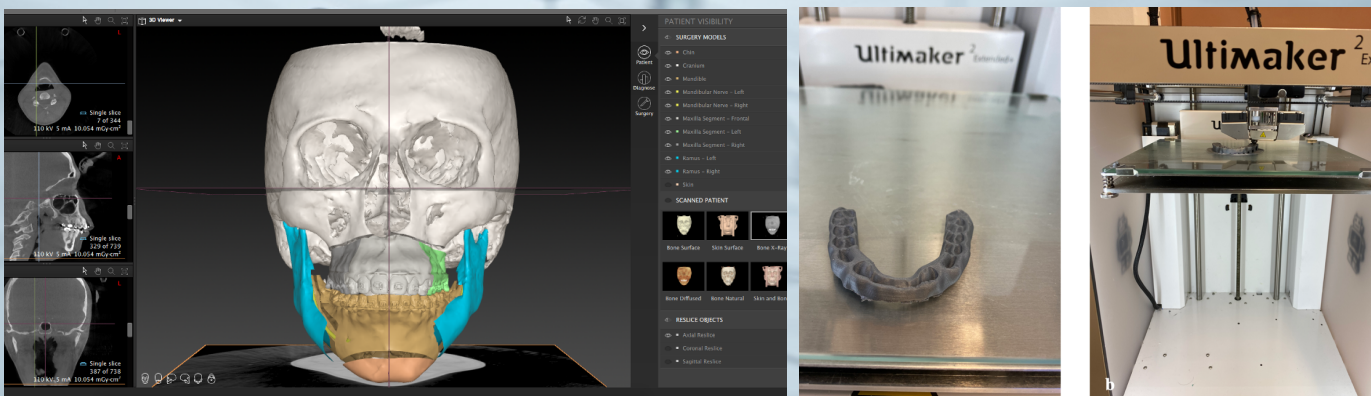 I
Single slice
7 of 344
110 kV 5 mA 10.054 mGy·cm²
A
Single slice
329 of 739
110 kV 5 mA 10.054 mGy·cm²
Single slice
387 of 738
110 kV 5 mA 10.054 mGy·cm²
3D Viewer
Patient
Diagnose
Surgery
PATIENT VISIBILITY
SURGERY MODELS
Chin
Cranium
Mandible
Mandibular Nerve - Left
Mandibular Nerve - Right
Maxilla Segment - Frontal
Maxilla Segment - Left
Maxilla Segment - Right
Ramus - Left
Ramus - Right
Skin
SCANNED PATIENT
Bone Surface Skin Surface Bone X-Ray
Bone Diffused Bone Natural Skin and Bone
RESLICE OBJECTS
Axial Reslice
Coronal Reslice
Sagittal Reslice
Ultimaker 2 Extended+
Ultimaker 2
b